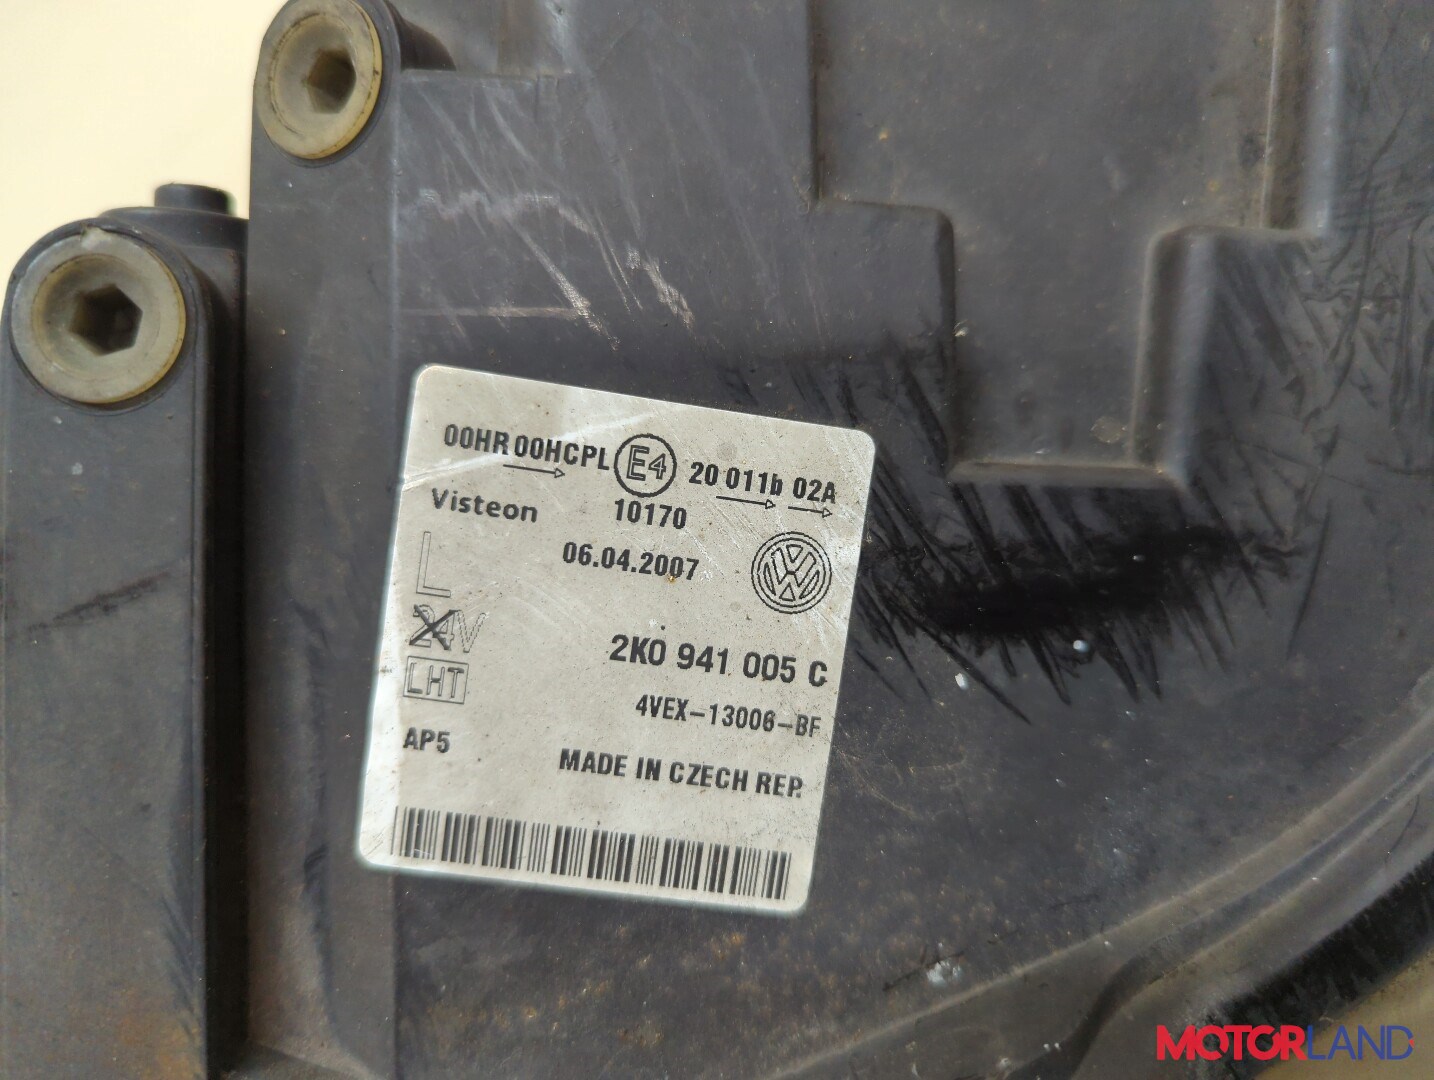 00HR 00HCPL E4 20 011b 02A
Visteon 10170
L 06.04.2007
24V
2K0 941 005 C
LHT
4VEX-13006-BF
AP5 MADE IN CZECH REP.
MOTORLAND